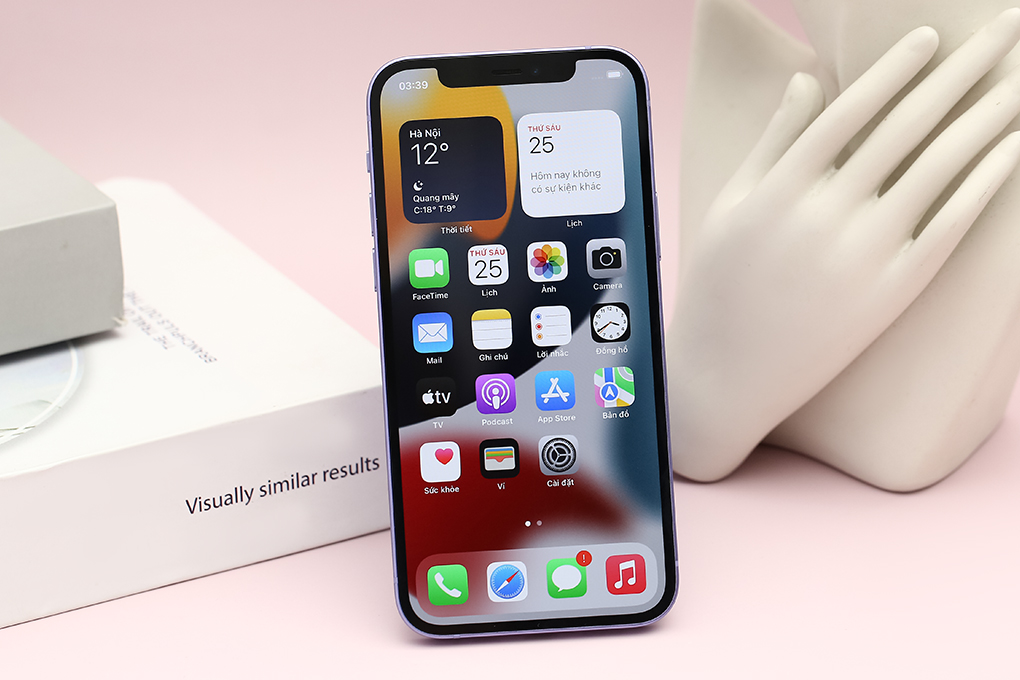 03:39
Hà Nội
12°
Quang mây
C:18° T:9°
Thời tiết
THỨ SÁU
25
Hôm nay không
có sự kiện khác
Lịch
FaceTime
THỨ SÁU
25
Lịch
Ảnh
Camera
Mail
Ghi chú
Lời nhắc
Đồng hồ
tv
TV
Podcast
App Store
Bản đồ
Sức khỏe
Ví
Cài đặt
!
Visually similar results